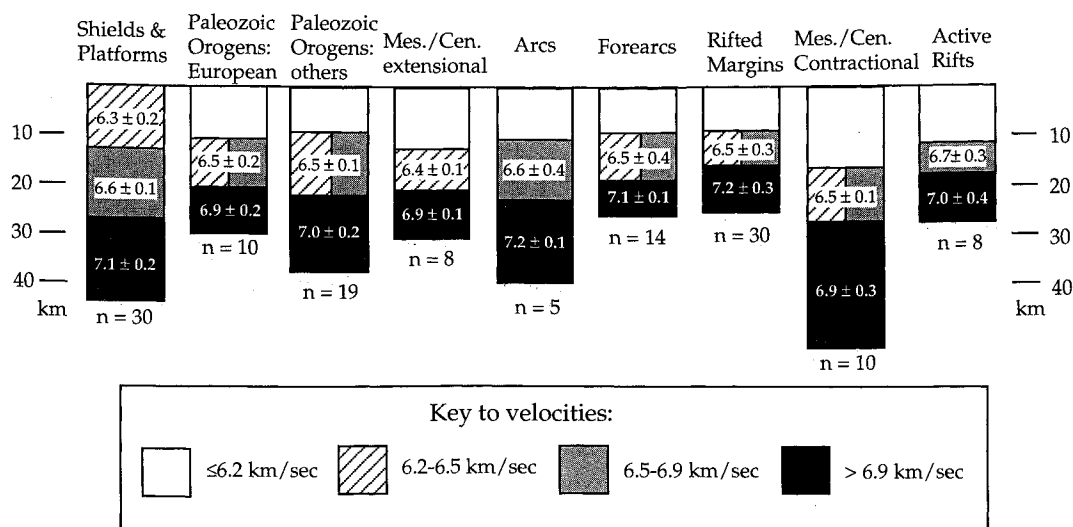 Shields &
Platforms
Paleozoic
Orogens:
European
Paleozoic
Orogens:
others
Mes./Cen.
extensional
Arcs
Forearcs
Rifted
Margins
Mes./Cen.
Contractional
Active
Rifts
10
20
30
40
km
6.3 ± 0.2
6.6 ± 0.1
7.1 ± 0.2
n = 30
6.5 ± 0.2
6.9 ± 0.2
n = 10
6.5 ± 0.1
7.0 ± 0.2
n = 19
6.4 ± 0.1
6.9 ± 0.1
n = 8
6.6 ± 0.4
7.2 ± 0.1
n = 5
6.5 ± 0.4
7.1 ± 0.1
n = 14
6.5 ± 0.3
7.2 ± 0.3
n = 30
6.5 ± 0.1
6.9 ± 0.3
n = 10
6.7 ± 0.3
7.0 ± 0.4
n = 8
10
20
30
40
km
Key to velocities:
≤6.2 km/sec
6.2-6.5 km/sec
6.5-6.9 km/sec
> 6.9 km/sec